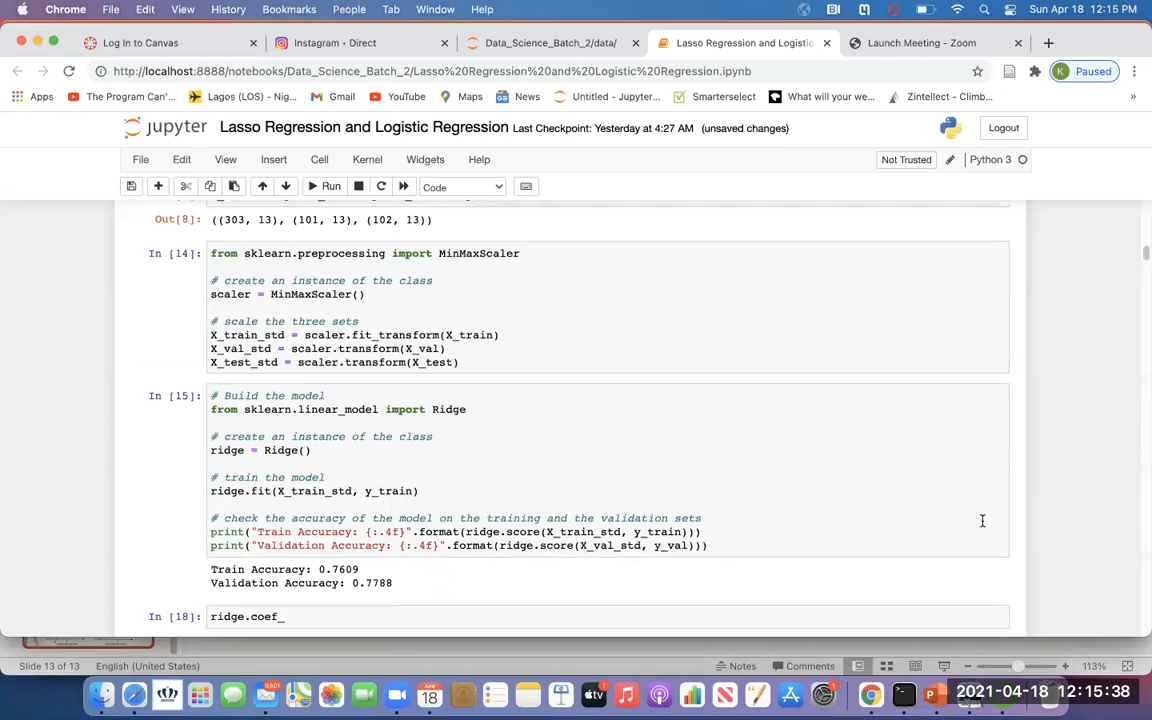 Chrome File Edit View History Bookmarks People Tab Window Help Sun Apr 18 12:15 PM
Log In to Canvas Instagram • Direct Data_Science_Batch_2/data/ Lasso Regression and Logistic Launch Meeting - Zoom
http://localhost:8888/notebooks/Data_Science_Batch_2/Lasso%20Regression%20and%20Logistic%20Regression.ipynb K Paused
Apps The Program Can'... Lagos (LOS) – Nig... Gmail YouTube Maps News Untitled - Jupyter... Smarterselect What will your we... Zintellect - Climb... »
jupyter Lasso Regression and Logistic Regression Last Checkpoint: Yesterday at 4:27 AM (unsaved changes) Logout
File Edit View Insert Cell Kernel Widgets Help Not Trusted Python 3
Run Code
Out[8]: ((303, 13), (101, 13), (102, 13))
In [14]: from sklearn.preprocessing import MinMaxScaler
# create an instance of the class
scaler = MinMaxScaler()
# scale the three sets
X_train_std = scaler.fit_transform(X_train)
X_val_std = scaler.transform(X_val)
X_test_std = scaler.transform(X_test)
In [15]: # Build the model
from sklearn.linear_model import Ridge
# create an instance of the class
ridge = Ridge()
# train the model
ridge.fit(X_train_std, y_train)
# check the accuracy of the model on the training and the validation sets
print("Train Accuracy: {:.4f}".format(ridge.score(X_train_std, y_train)))
print("Validation Accuracy: {:.4f}".format(ridge.score(X_val_std, y_val)))
Train Accuracy: 0.7609
Validation Accuracy: 0.7788
In [18]: ridge.coef_
Slide 13 of 13 English (United States) Notes Comments 113%
9,601 APR 18 tv 1 2021-04-18 12:15:38